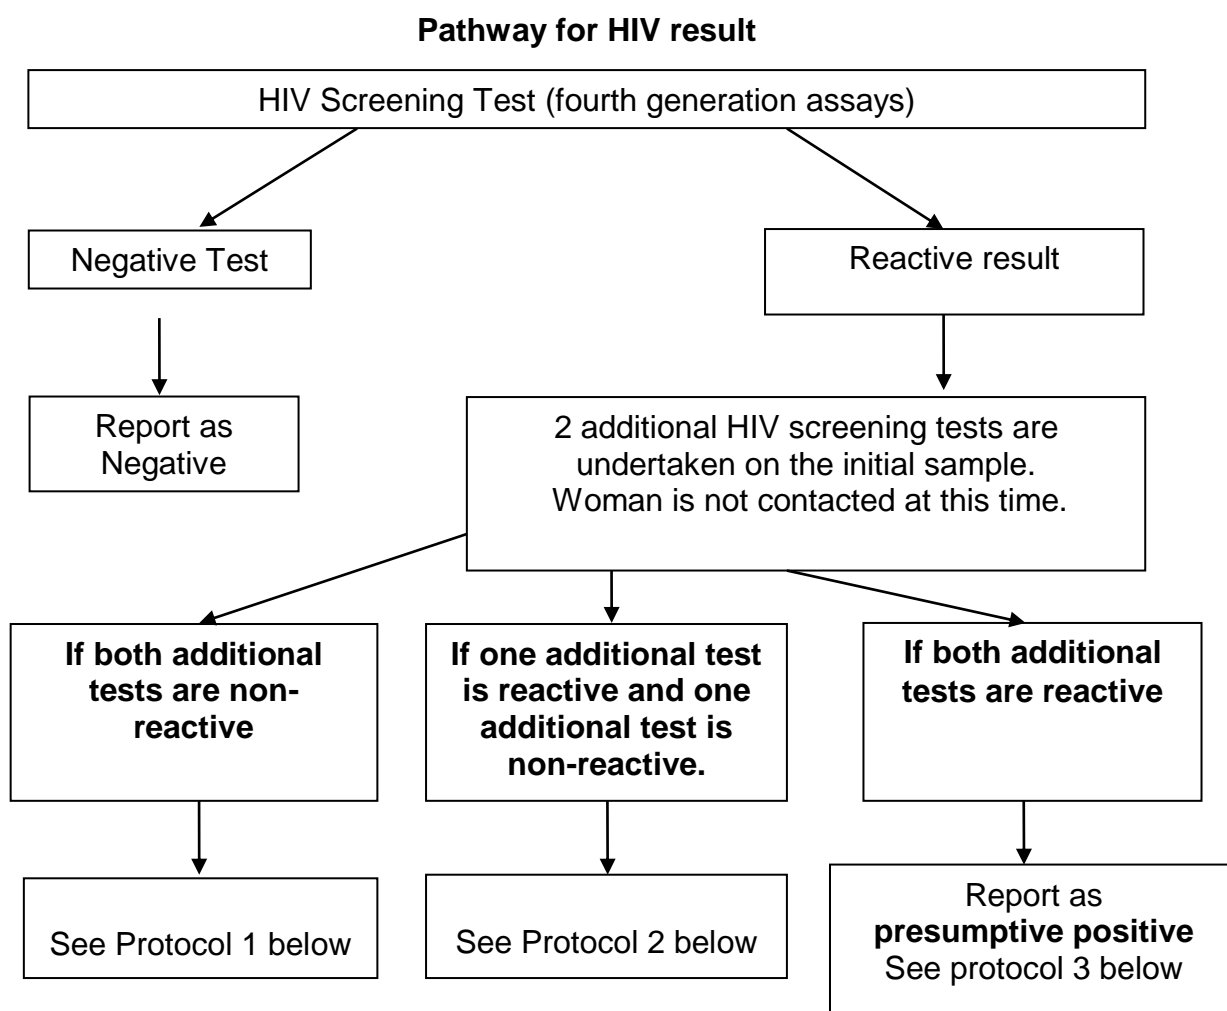 Pathway for HIV result
HIV Screening Test (fourth generation assays)
Negative Test
Reactive result
Report as
Negative
2 additional HIV screening tests are
undertaken on the initial sample.
Woman is not contacted at this time.
If both additional
tests are non-
reactive
If one additional test
is reactive and one
additional test is
non-reactive.
If both additional
tests are reactive
See Protocol 1 below
See Protocol 2 below
Report as
presumptive positive
See protocol 3 below